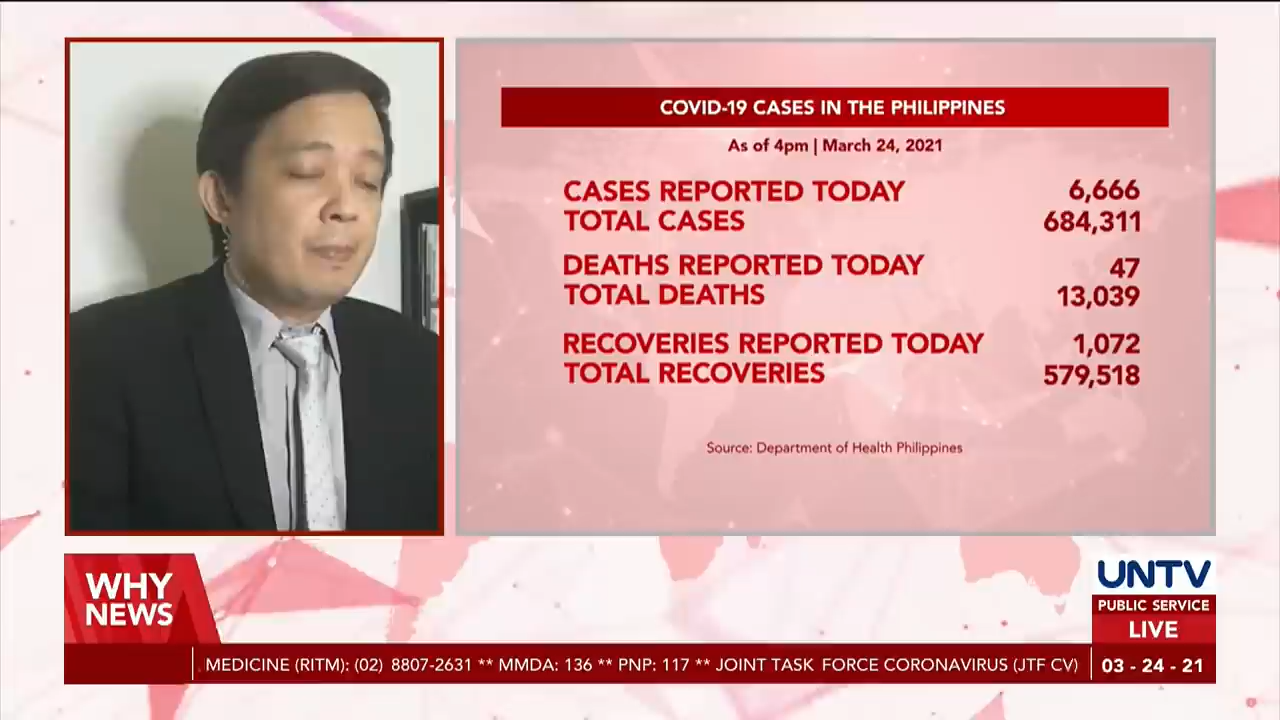 COVID-19 CASES IN THE PHILIPPINES
As of 4pm | March 24, 2021
CASES REPORTED TODAY 6,666
TOTAL CASES 684,311
DEATHS REPORTED TODAY 47
TOTAL DEATHS 13,039
RECOVERIES REPORTED TODAY 1,072
TOTAL RECOVERIES 579,518
Source: Department of Health Philippines
WHY
NEWS
UNTV
PUBLIC SERVICE
LIVE
MEDICINE (RITM): (02) 8807-2631 ** MMDA: 136 ** PNP: 117 ** JOINT TASK FORCE CORONAVIRUS (JTF CV)
03 - 24 - 21